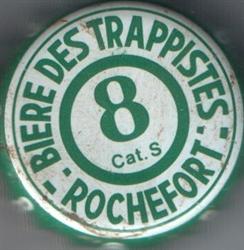 BIERE DES TRAPPISTES
8
Cat. S
ROCHEFORT